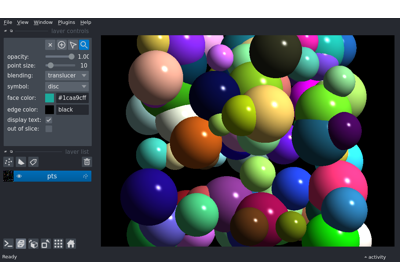 File View Window Plugins Help
layer controls
opacity: 1.00
point size: 10
blending: translucer
symbol: disc
face color: #1caa9cff
edge color: black
display text:
out of slice:
layer list
pts
Ready
activity